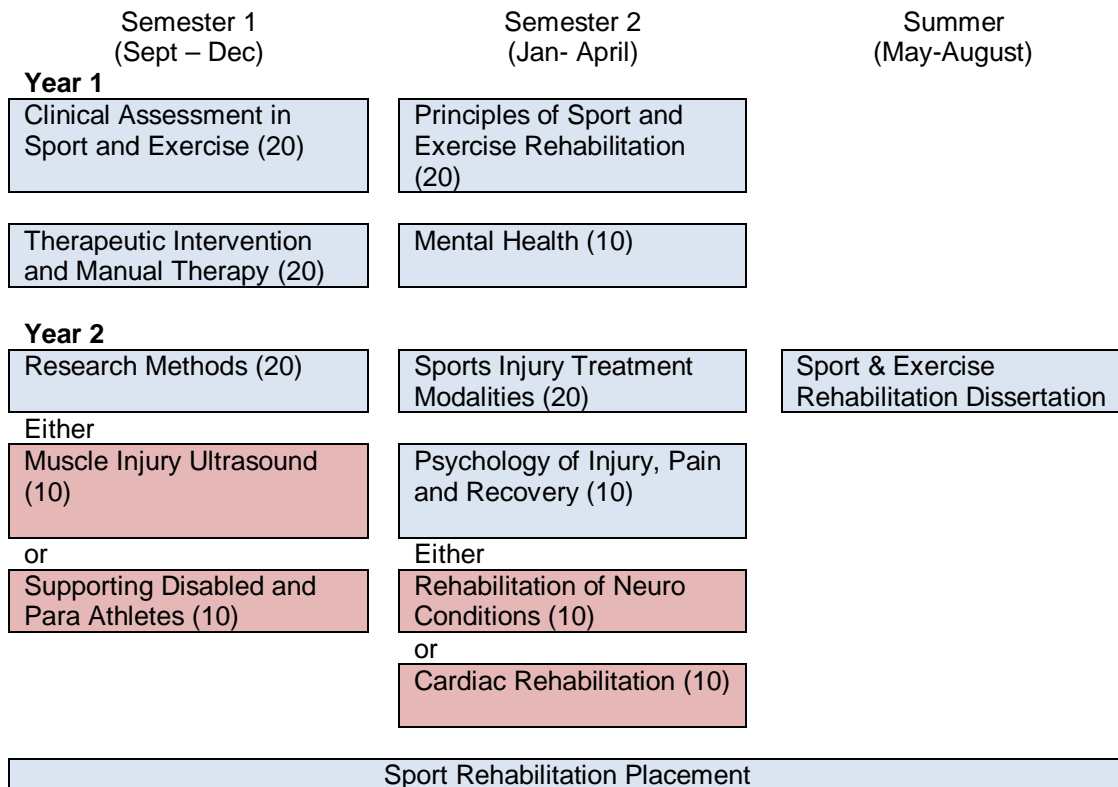 Semester 1
(Sept – Dec)
Semester 2
(Jan- April)
Summer
(May-August)
Year 1
Clinical Assessment in
Sport and Exercise (20)
Principles of Sport and
Exercise Rehabilitation
(20)
Therapeutic Intervention
and Manual Therapy (20)
Mental Health (10)
Year 2
Research Methods (20)
Sports Injury Treatment
Modalities (20)
Sport & Exercise
Rehabilitation Dissertation
Either
Muscle Injury Ultrasound
(10)
Psychology of Injury, Pain
and Recovery (10)
or
Supporting Disabled and
Para Athletes (10)
Either
Rehabilitation of Neuro
Conditions (10)
or
Cardiac Rehabilitation (10)
Sport Rehabilitation Placement